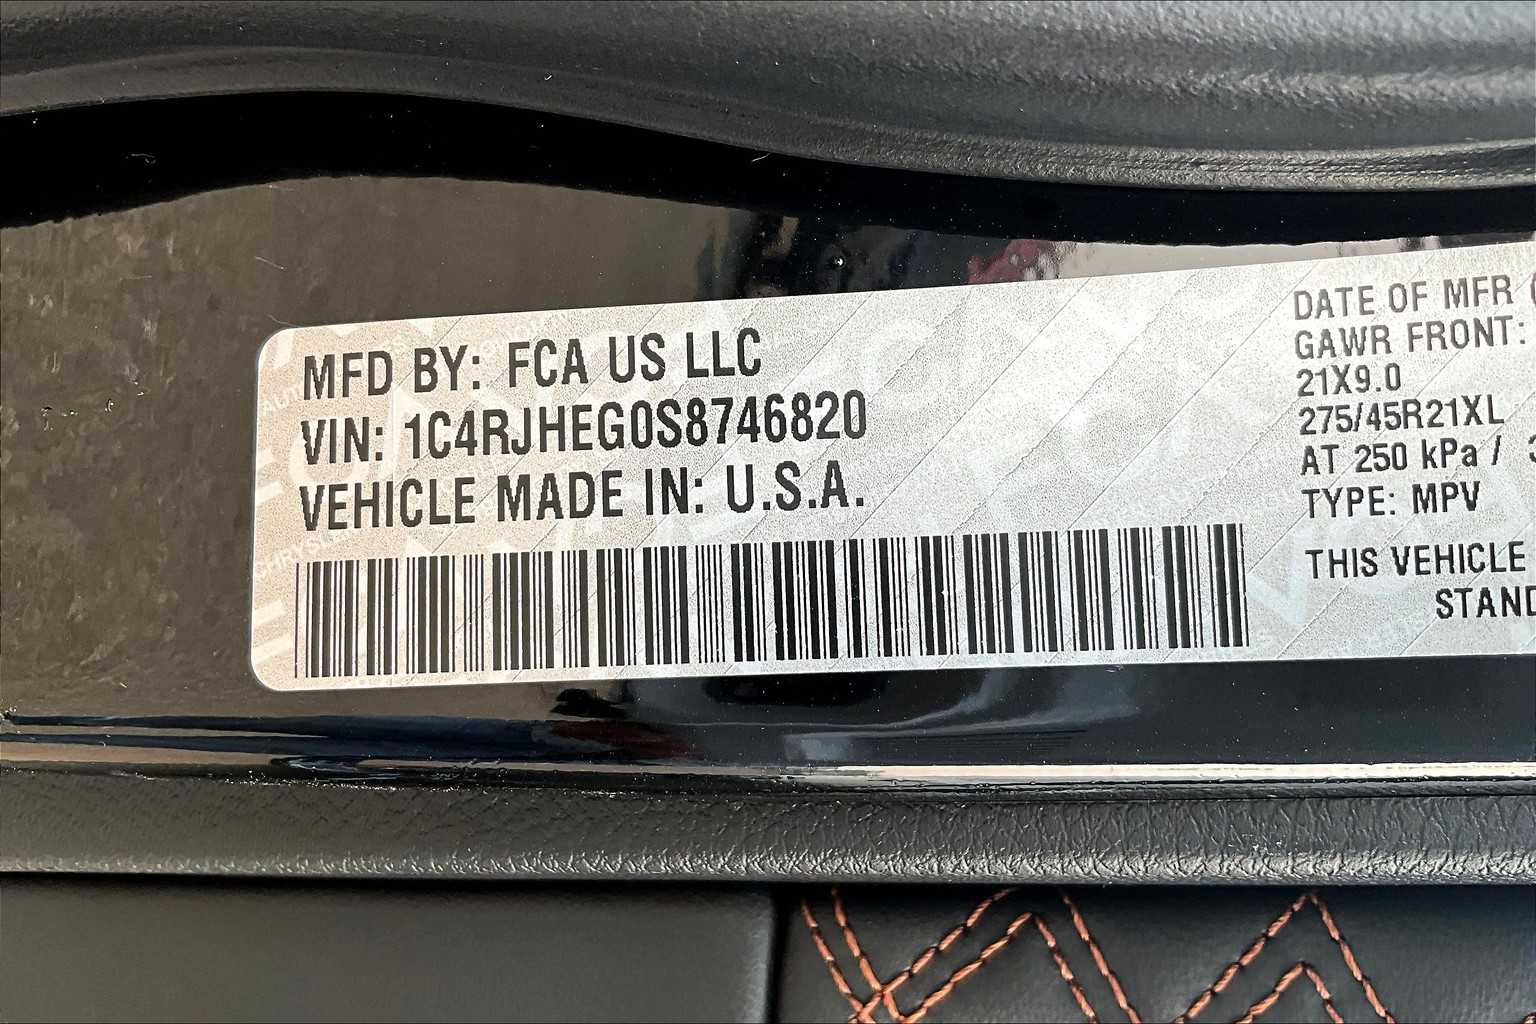 MFD BY: FCA US LLC
VIN: 1C4RJHEG0S8746820
VEHICLE MADE IN: U.S.A.
DATE OF MFR (
GAWR FRONT:
21X9.0
275/45R21XL
AT 250 kPa /
TYPE: MPV
THIS VEHICLE
STAND